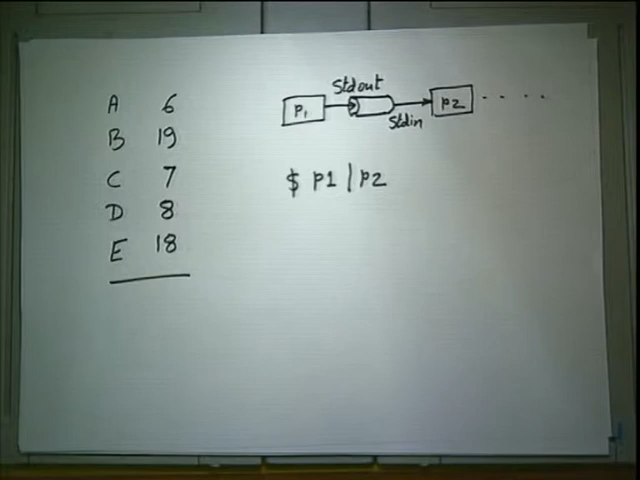 A 6
B 19
C 7
D 8
E 18
Stdout
P1
P2 . . . .
Stdin
$ P1 | P2